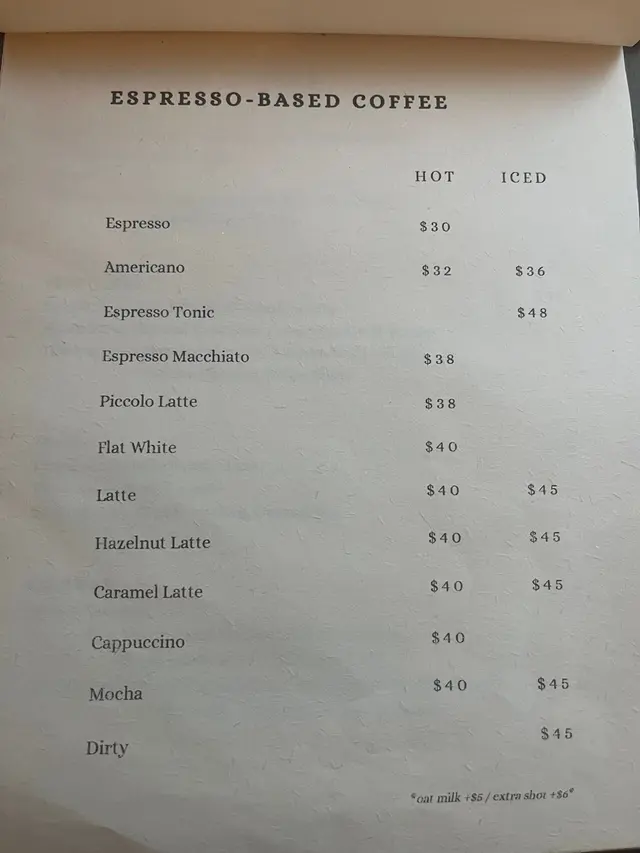 ESPRESSO-BASED COFFEE
HOT ICED
Espresso $30
Americano $32 $36
Espresso Tonic $48
Espresso Macchiato $38
Piccolo Latte $38
Flat White $40
Latte $40 $45
Hazelnut Latte $40 $45
Caramel Latte $40 $45
Cappuccino $40
Mocha $40 $45
Dirty $45
*oat milk +$5 / extra shot +$6*